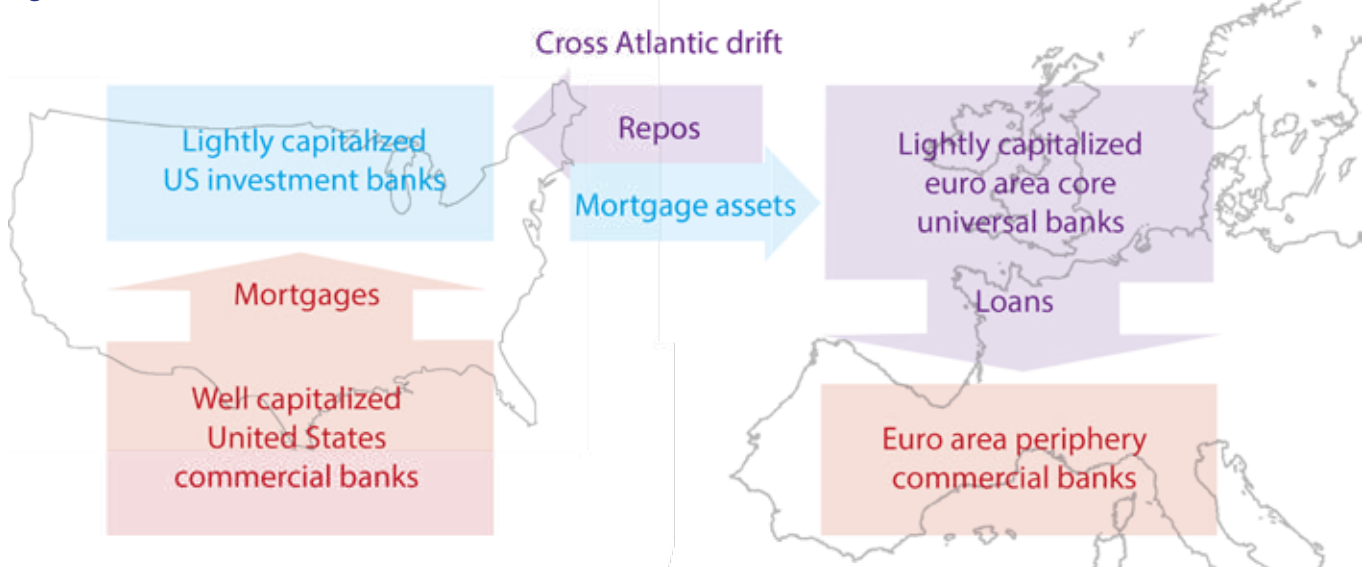 Cross Atlantic drift
Lightly capitalized
US investment banks
Repos
Mortgage assets
Lightly capitalized
euro area core
universal banks
Mortgages
Loans
Well capitalized
United States
commercial banks
Euro area periphery
commercial banks